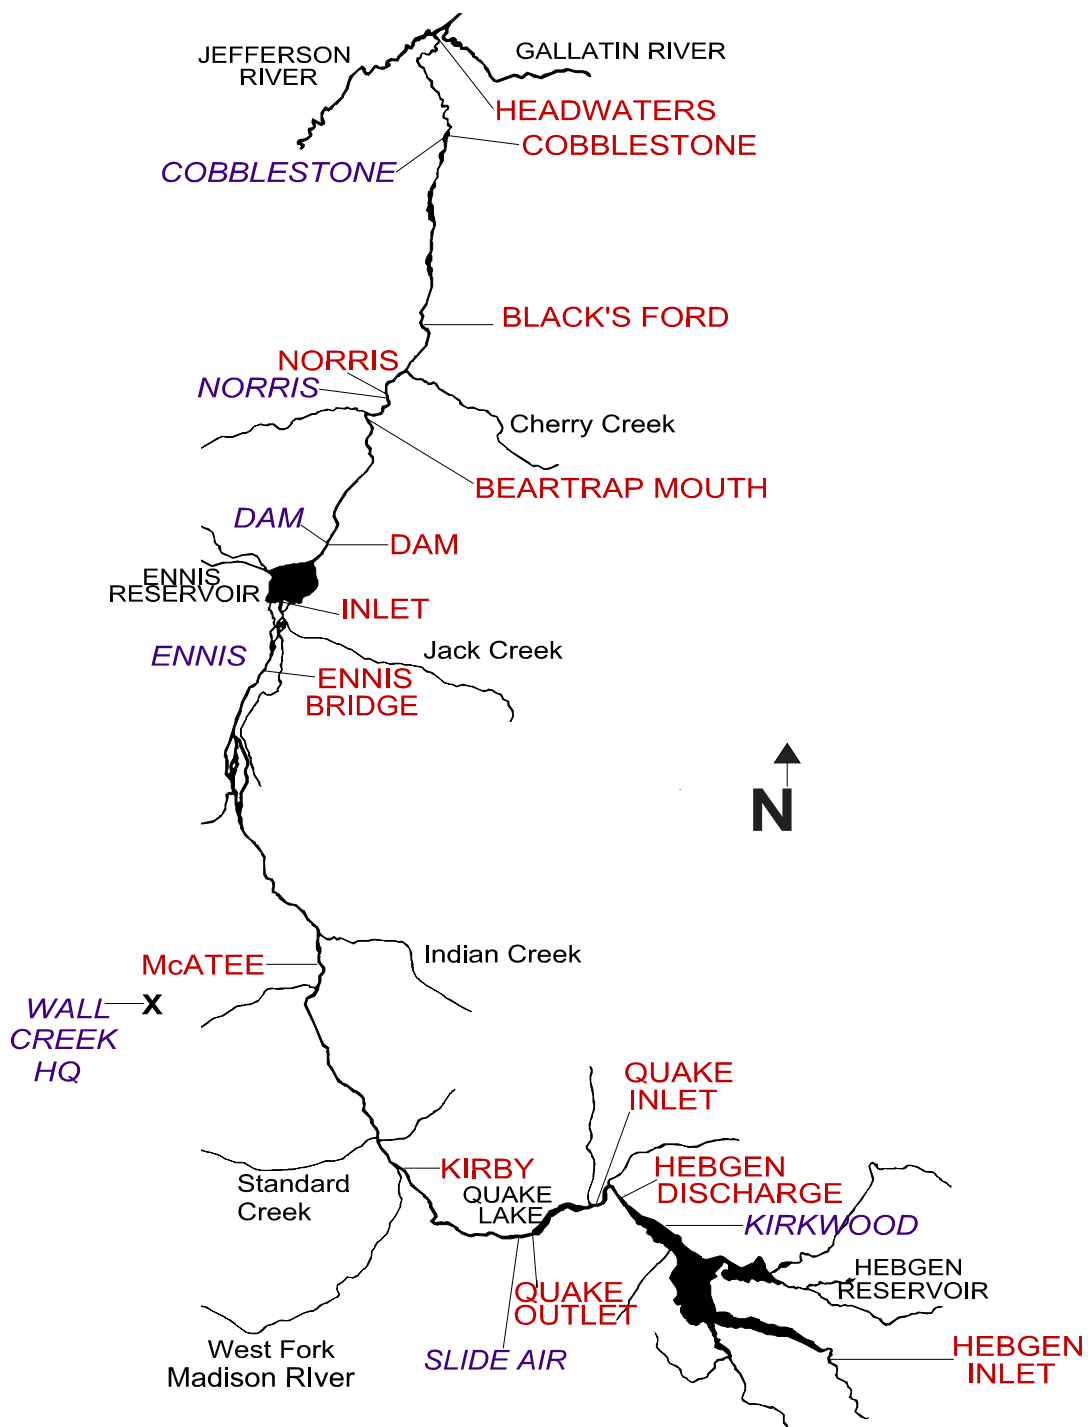 JEFFERSON
RIVER
GALLATIN RIVER
HEADWATERS
COBBLESTONE
COBBLESTONE
BLACK'S FORD
NORRIS
NORRIS
Cherry Creek
BEARTRAP MOUTH
DAM
DAM
ENNIS
RESERVOIR
INLET
ENNIS
Jack Creek
ENNIS
BRIDGE
N
Indian Creek
McATEE
X
WALL
CREEK
HQ
QUAKE
INLET
KIRBY
HEBGEN
DISCHARGE
QUAKE
LAKE
Standard
Creek
KIRKWOOD
HEBGEN
RESERVOIR
QUAKE
OUTLET
West Fork
Madison RIver
SLIDE AIR
HEBGEN
INLET